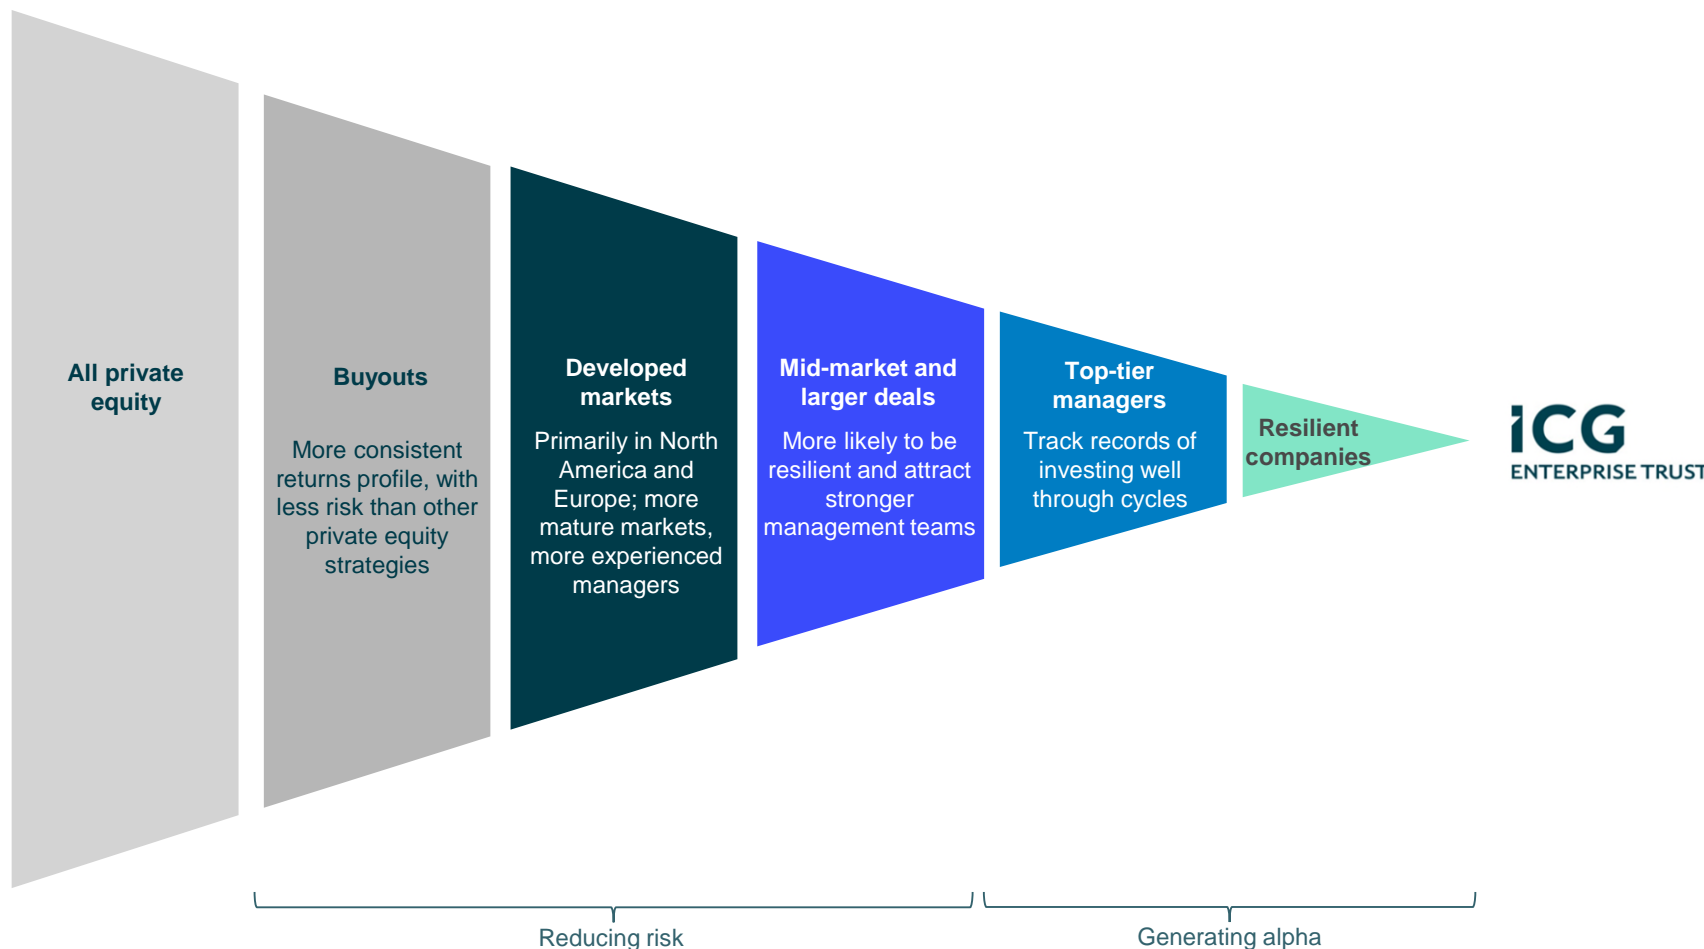 All private
equity
Buyouts
More consistent
returns profile, with
less risk than other
private equity
strategies
Developed
markets
Primarily in North
America and
Europe; more
mature markets,
more experienced
managers
Mid-market and
larger deals
More likely to be
resilient and attract
stronger
management teams
Top-tier
managers
Track records of
investing well
through cycles
Resilient
companies
iCG
ENTERPRISE TRUST
Reducing risk
Generating alpha